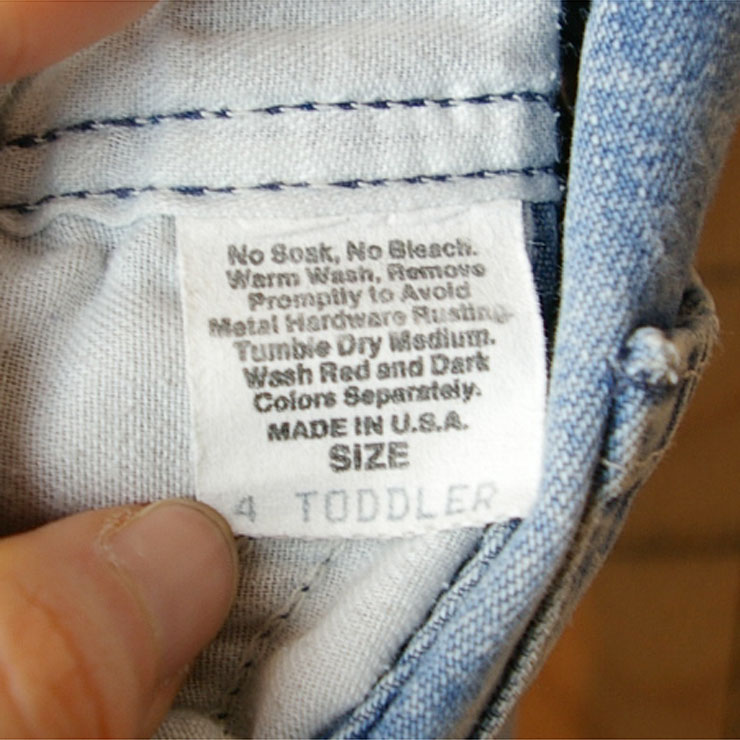 No Soak, No Bleach.
Warm Wash, Remove
Promptly to Avoid
Metal Hardware Rusting.
Tumble Dry Medium.
Wash Red and Dark
Colors Separately.
MADE IN U.S.A.
SIZE
4 TODDLER